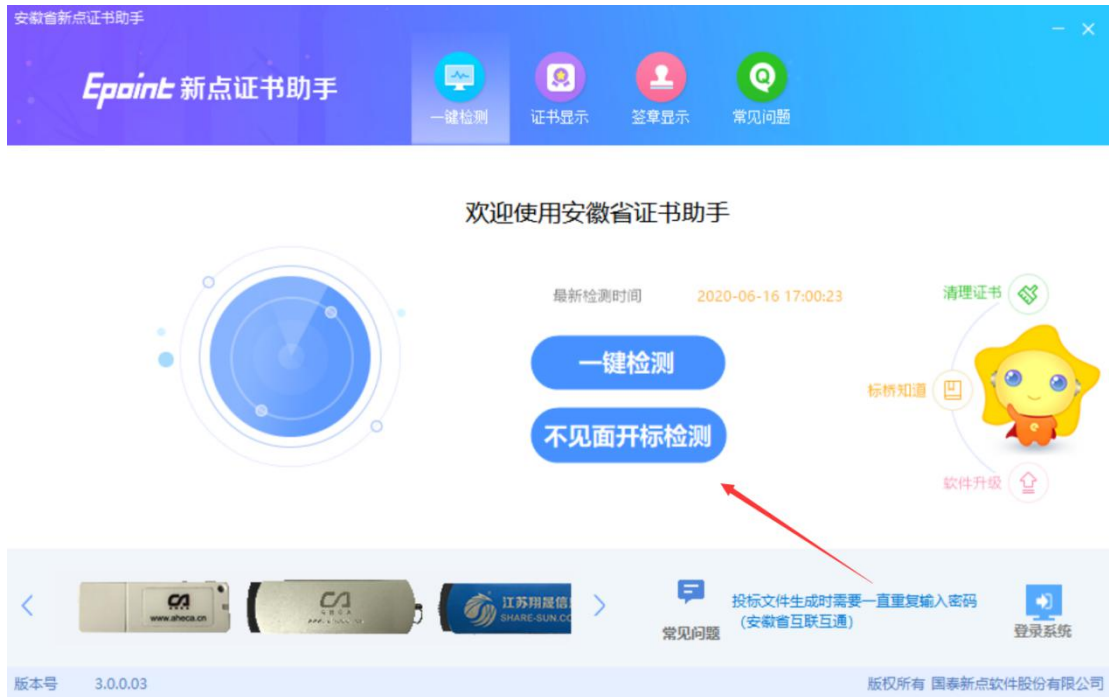 安徽省新点证书助手
Epoint 新点证书助手
一键检测
证书显示
签章显示
常见问题
欢迎使用安徽省证书助手
最新检测时间 2020-06-16 17:00:23
一键检测
不见面开标检测
清理证书
标桥知道
软件升级
www.aheca.cn
江苏翔晟信
SHARE-SUN.CO
常见问题
投标文件生成时需要一直重复输入密码
(安徽省互联互通)
登录系统
版本号 3.0.0.03
版权所有 国泰新点软件股份有限公司